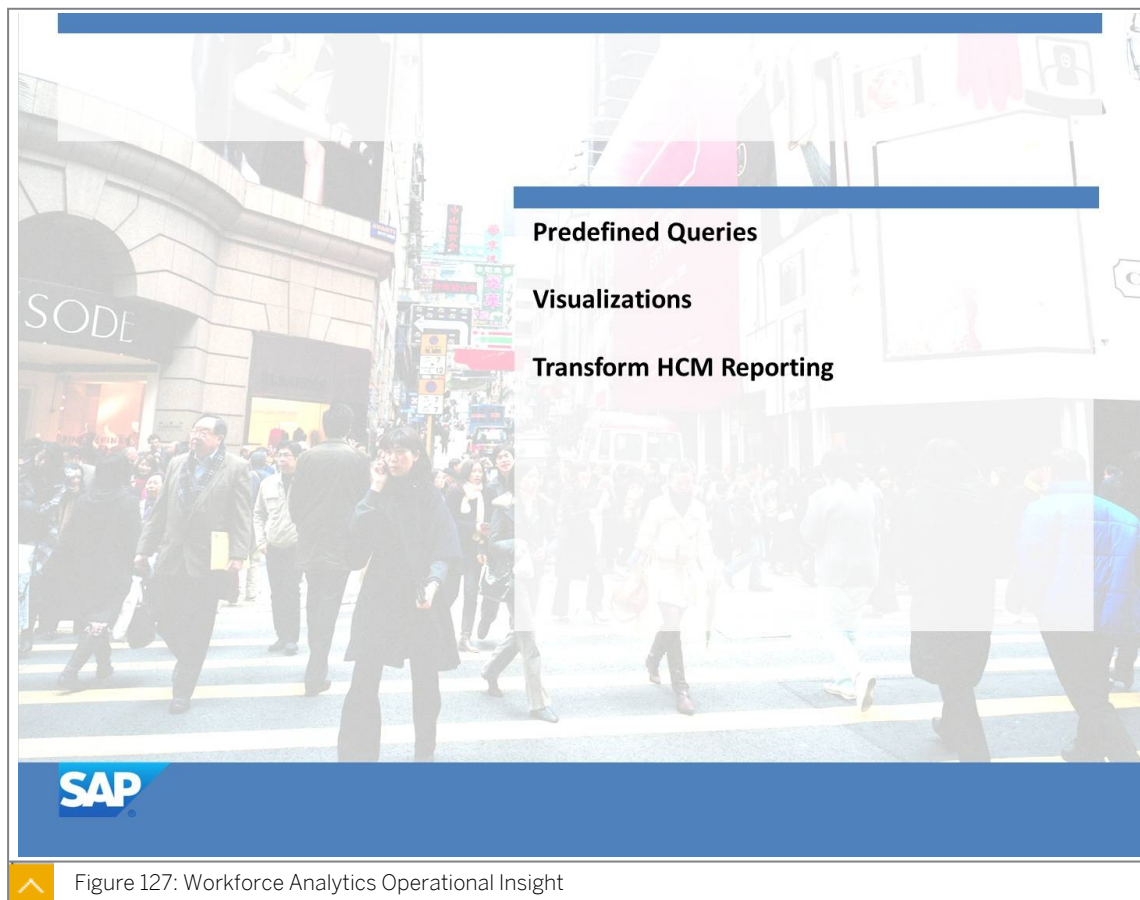 SODE
Predefined Queries
Visualizations
Transform HCM Reporting
SAP
Figure 127: Workforce Analytics Operational Insight